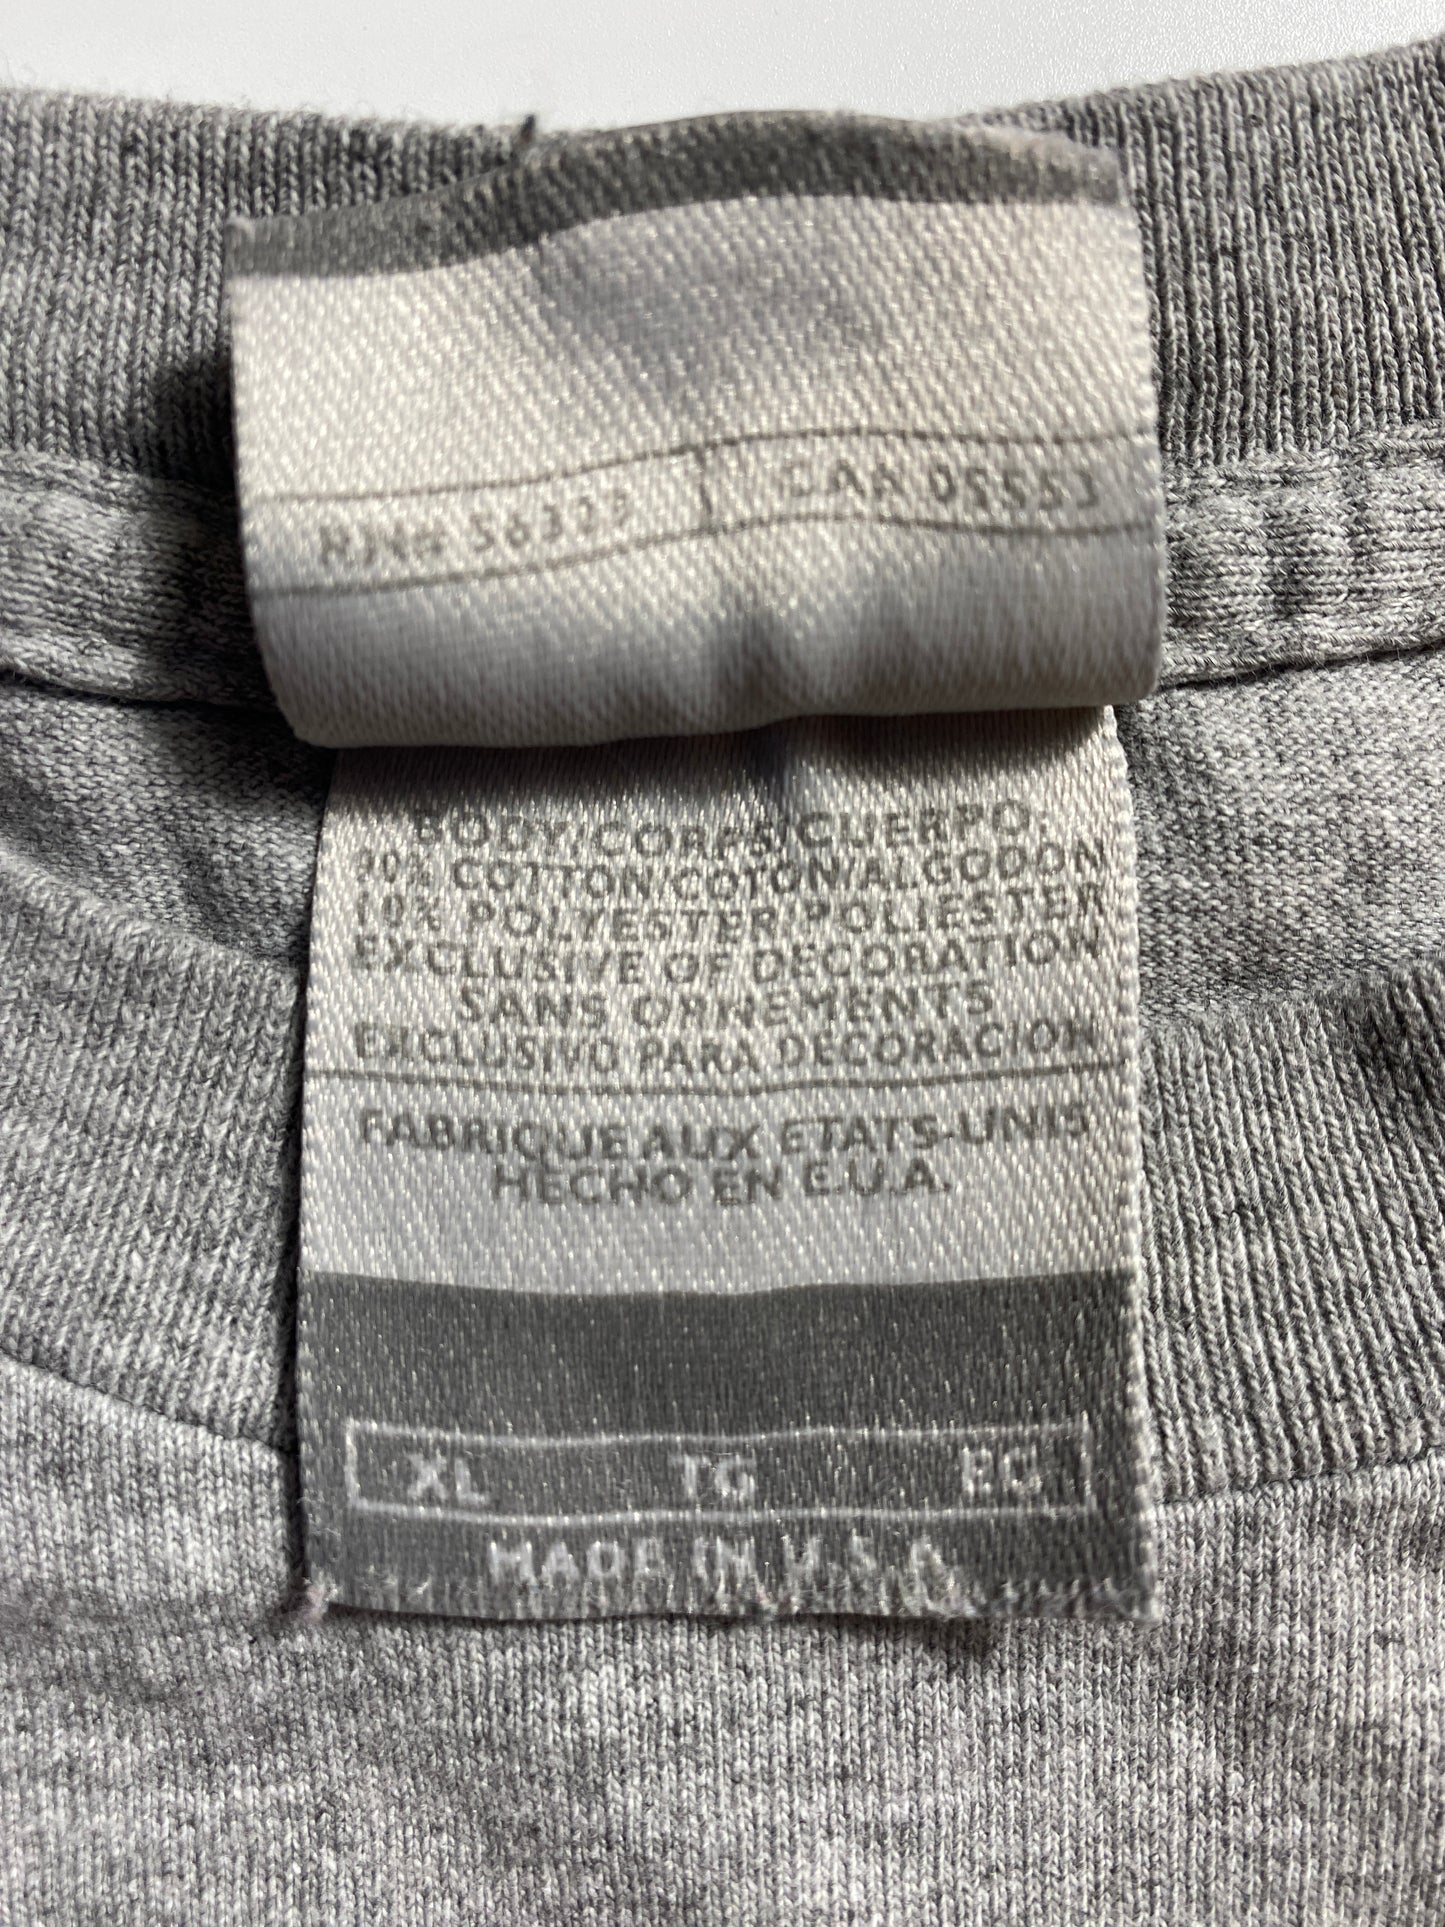 RN# 56323 | CA# 05553
BODY/CORPS/CUERPO:
90% COTTON/COTON/ALGODON
10% POLYESTER/POLIESTER
EXCLUSIVE OF DECORATION
SANS ORNEMENTS
EXCLUSIVO PARA DECORACION
FABRIQUE AUX ETATS-UNIS
HECHO EN E.U.A.
XL TG EG
MADE IN U.S.A.